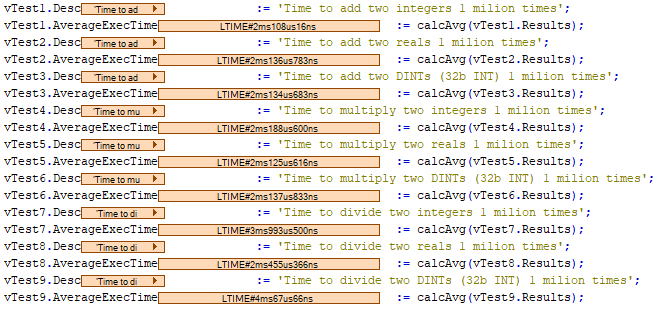 vTest1.Desc 'Time to ad := 'Time to add two integers 1 milion times';
vTest1.AverageExecTime LTIME#2ms108us16ns := calcAvg(vTest1.Results);
vTest2.Desc 'Time to ad := 'Time to add two reals 1 milion times';
vTest2.AverageExecTime LTIME#2ms136us783ns := calcAvg(vTest2.Results);
vTest3.Desc 'Time to ad := 'Time to add two DINTs (32b INT) 1 milion times';
vTest3.AverageExecTime LTIME#2ms134us683ns := calcAvg(vTest3.Results);
vTest4.Desc 'Time to mu := 'Time to multiply two integers 1 milion times';
vTest4.AverageExecTime LTIME#2ms188us600ns := calcAvg(vTest4.Results);
vTest5.Desc 'Time to mu := 'Time to multiply two reals 1 milion times';
vTest5.AverageExecTime LTIME#2ms125us616ns := calcAvg(vTest5.Results);
vTest6.Desc 'Time to mu := 'Time to multiply two DINTs (32b INT) 1 milion times';
vTest6.AverageExecTime LTIME#2ms137us833ns := calcAvg(vTest6.Results);
vTest7.Desc 'Time to di := 'Time to divide two integers 1 milion times';
vTest7.AverageExecTime LTIME#3ms993us500ns := calcAvg(vTest7.Results);
vTest8.Desc 'Time to di := 'Time to divide two reals 1 milion times';
vTest8.AverageExecTime LTIME#2ms455us366ns := calcAvg(vTest8.Results);
vTest9.Desc 'Time to di := 'Time to divide two DINTs (32b INT) 1 milion times';
vTest9.AverageExecTime LTIME#4ms67us66ns := calcAvg(vTest9.Results);